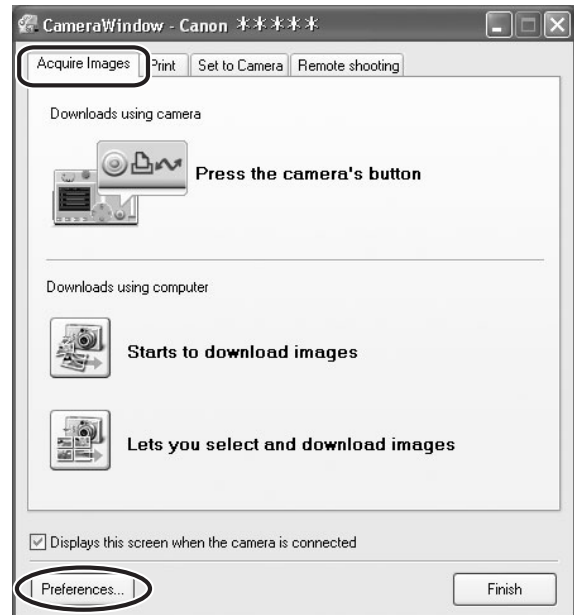 CameraWindow - Canon *****
Acquire Images Print Set to Camera Remote shooting
Downloads using camera
Press the camera's button
Downloads using computer
Starts to download images
Lets you select and download images
Displays this screen when the camera is connected
Preferences... Finish